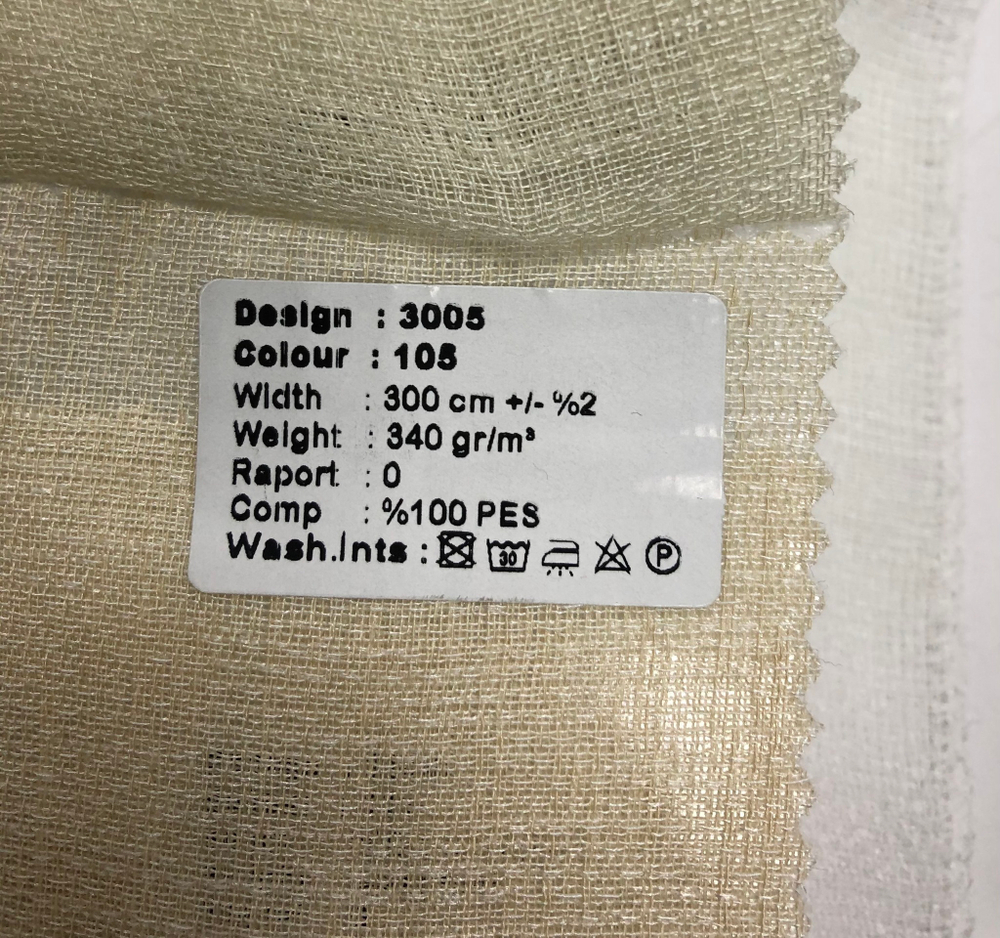 Design : 3005
Colour : 105
Width : 300 cm +/- %2
Weight : 340 gr/m³
Raport : 0
Comp : %100 PES
Wash.Ints : 30 P